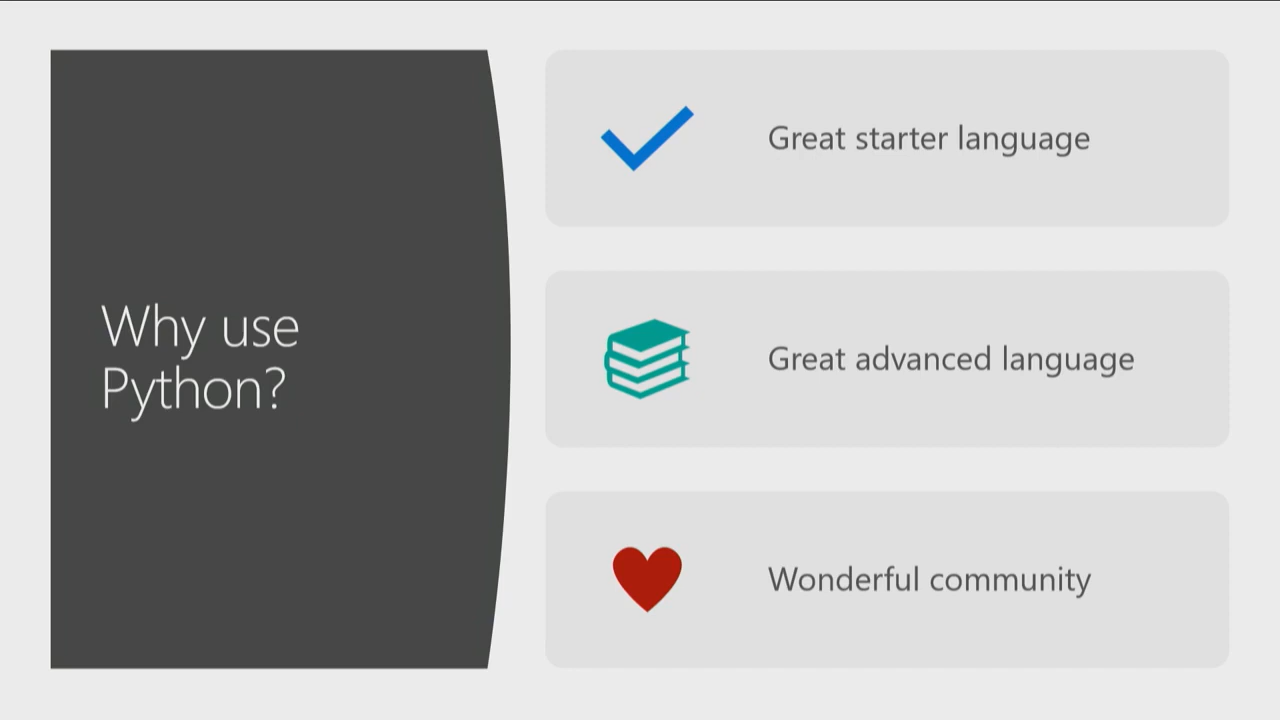 Why use
Python?
Great starter language
Great advanced language
Wonderful community